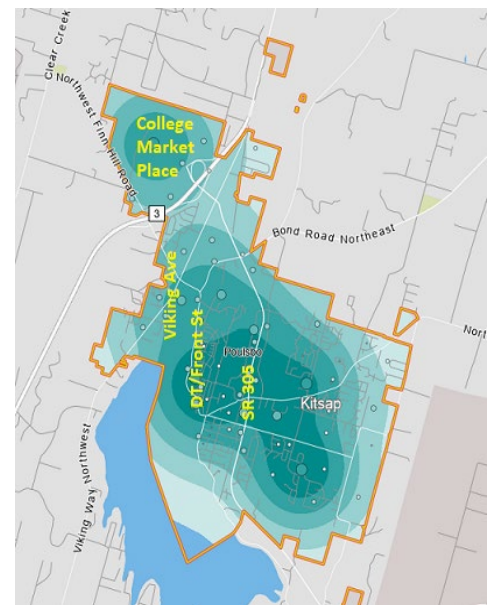 Clear Creek
Northwest Finn Hill Road
College
Market
Place
3
Bond Road Northeast
Viking Ave
DT/Front St
Poulsbo
SR 305
Kitsap
Nort
Viking Way Northwest